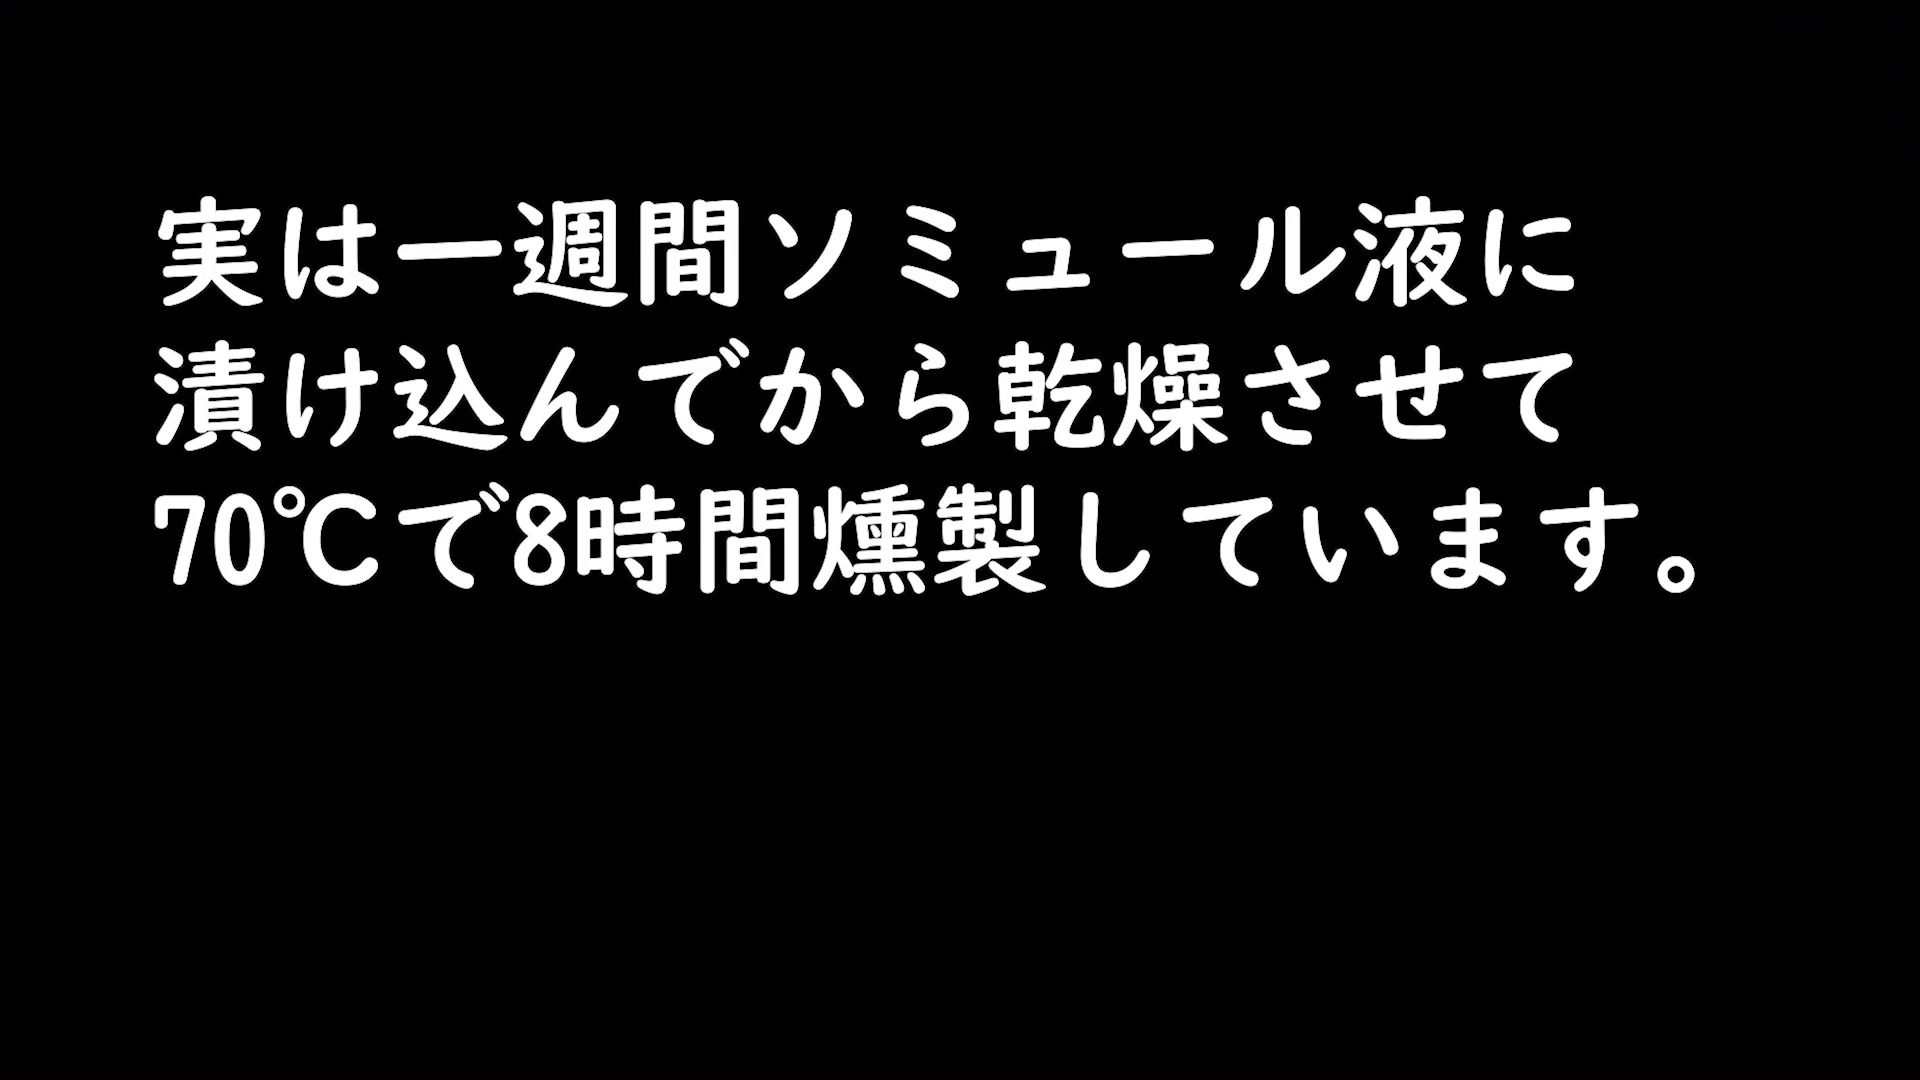 実は一週間ソミュール液に
漬け込んでから乾燥させて
70℃で8時間燻製しています。